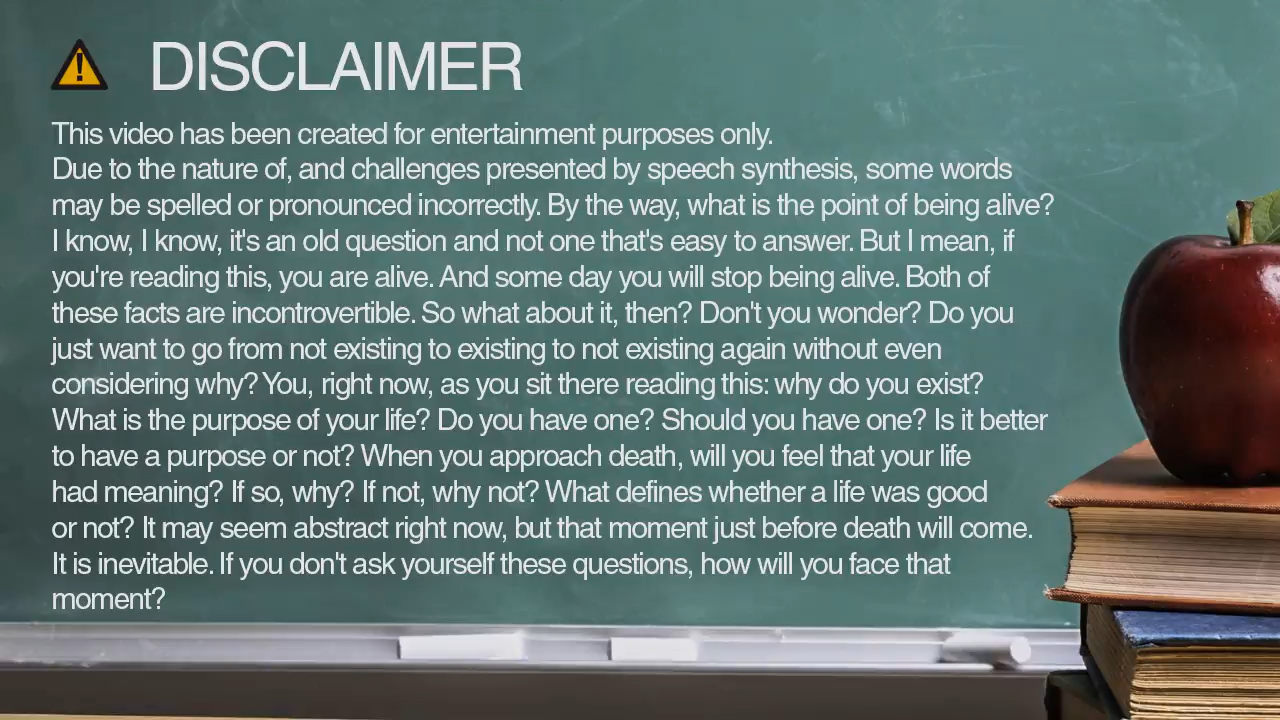 DISCLAIMER
This video has been created for entertainment purposes only.
Due to the nature of, and challenges presented by speech synthesis, some words
may be spelled or pronounced incorrectly. By the way, what is the point of being alive?
I know, I know, it's an old question and not one that's easy to answer. But I mean, if
you're reading this, you are alive. And some day you will stop being alive. Both of
these facts are incontrovertible. So what about it, then? Don't you wonder? Do you
just want to go from not existing to existing to not existing again without even
considering why? You, right now, as you sit there reading this: why do you exist?
What is the purpose of your life? Do you have one? Should you have one? Is it better
to have a purpose or not? When you approach death, will you feel that your life
had meaning? If so, why? If not, why not? What defines whether a life was good
or not? It may seem abstract right now, but that moment just before death will come.
It is inevitable. If you don't ask yourself these questions, how will you face that
moment?